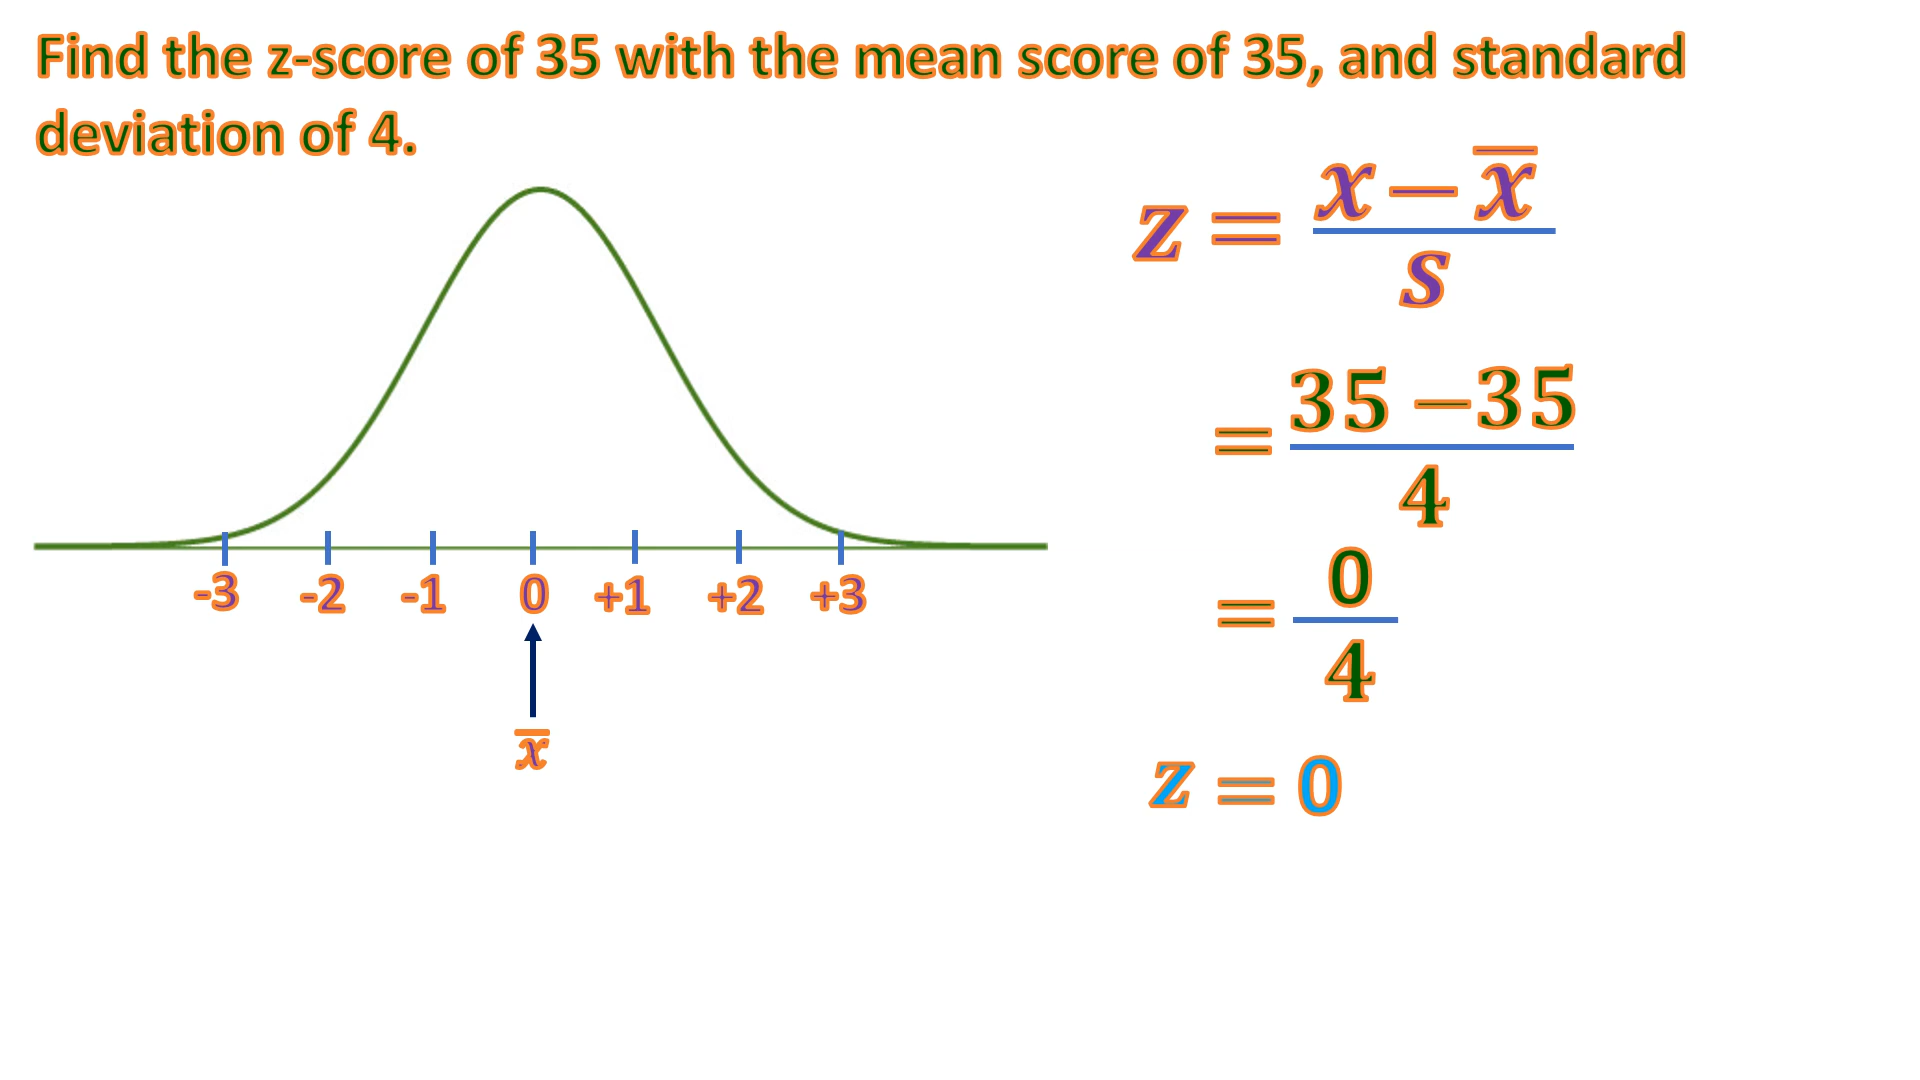 Find the z-score of 35 with the mean score of 35, and standard
deviation of 4.
z = x − x̅
s
= 35 − 35
4
= 0
4
z = 0
-3 -2 -1 0 +1 +2 +3
x̅